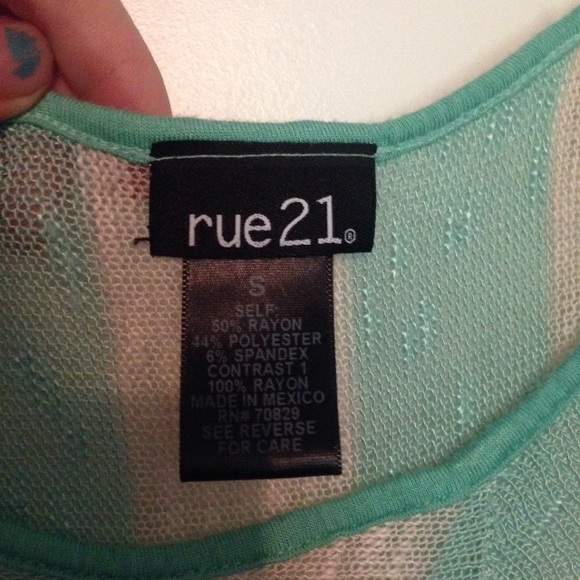 rue21®
S
SELF:
50% RAYON
44% POLYESTER
6% SPANDEX
CONTRAST 1
100% RAYON
MADE IN MEXICO
RN# 70829
SEE REVERSE
FOR CARE